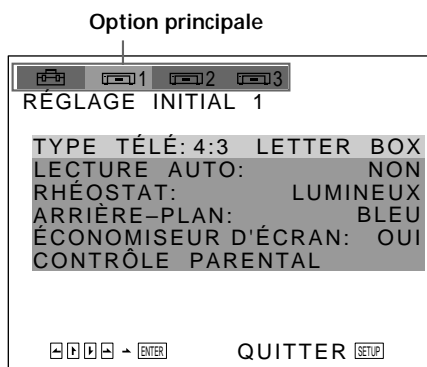 Option principale
1 2 3
RÉGLAGE INITIAL 1
TYPE TÉLÉ: 4:3 LETTER BOX
LECTURE AUTO: NON
RHÉOSTAT: LUMINEUX
ARRIÈRE–PLAN: BLEU
ÉCONOMISEUR D'ÉCRAN: OUI
CONTRÔLE PARENTAL
ENTER QUITTER SETUP